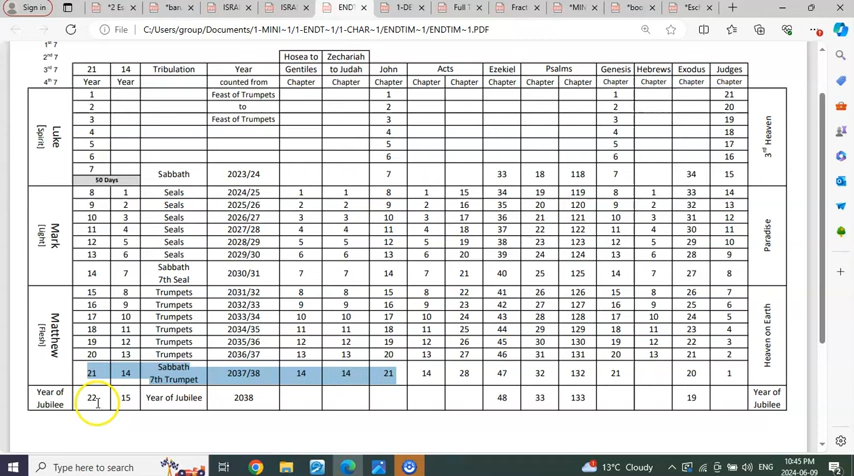 Sign in
*2 Es
*ban
ISRA
ISRA
ENDT
1-DE
Full 1
Fract
*MIN
*boo
*Escl
File
C:/Users/group/Documents/1-MINI~1/1-ENDT~1/1-CHAR~1/ENDTIM~1/ENDTIM~1.PDF
1st 7
2nd 7 Hosea to Zechariah
3rd 7 21 14 Tribulation Year Gentiles to Judah John Acts Ezekiel Psalms Genesis Hebrews Exodus Judges
4th 7 Year Year counted from Chapter Chapter Chapter Chapter Chapter Chapter Chapter Chapter Chapter Chapter
1 Feast of Trumpets 1 1 21
2 to 2 2 20
3 Feast of Trumpets 3 3 19
4 4 4 18
5 5 5 17
6 6 6 16
7 Sabbath 2023/24 7 33 18 118 7 34 15
50 Days
8 1 Seals 2024/25 1 1 8 1 15 34 19 119 8 1 33 14
9 2 Seals 2025/26 2 2 9 2 16 35 20 120 9 2 32 13
10 3 Seals 2026/27 3 3 10 3 17 36 21 121 10 3 31 12
11 4 Seals 2027/28 4 4 11 4 18 37 22 122 11 4 30 11
12 5 Seals 2028/29 5 5 12 5 19 38 23 123 12 5 29 10
13 6 Seals 2029/30 6 6 13 6 20 39 24 124 13 6 28 9
14 7 Sabbath 2030/31 7 7 14 7 21 40 25 125 14 7 27 8
7th Seal
15 8 Trumpets 2031/32 8 8 15 8 22 41 26 126 15 8 26 7
16 9 Trumpets 2032/33 9 9 16 9 23 42 27 127 16 9 25 6
17 10 Trumpets 2033/34 10 10 17 10 24 43 28 128 17 10 24 5
18 11 Trumpets 2034/35 11 11 18 11 25 44 29 129 18 11 23 4
19 12 Trumpets 2035/36 12 12 19 12 26 45 30 130 19 12 22 3
20 13 Trumpets 2036/37 13 13 20 13 27 46 31 131 20 13 21 2
21 14 Sabbath 2037/38 14 14 21 14 28 47 32 132 21 20 1
7th Trumpet
22 15 Year of Jubilee 2038 48 33 133 19
Luke
[Spirit]
Mark
[Light]
Matthew
[Flesh]
Year of
Jubilee
3rd Heaven
Paradise
Heaven on Earth
Year of
Jubilee
Type here to search
13°C Cloudy
ENG
10:45 PM
2024-06-09